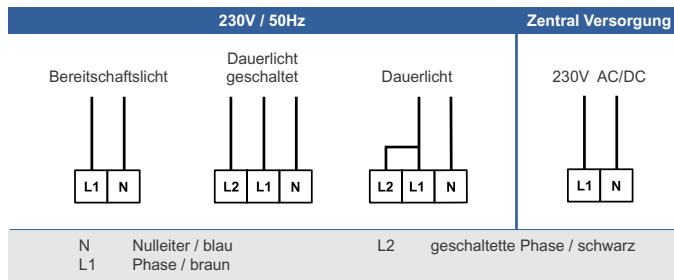 230V / 50Hz
Zentral Versorgung
Bereitschaftslicht
Dauerlicht
geschaltet
Dauerlicht
230V AC/DC
L1 N
L2 L1 N
L2 L1 N
L1 N
N Nulleiter / blau
L1 Phase / braun
L2 geschaltette Phase / schwarz